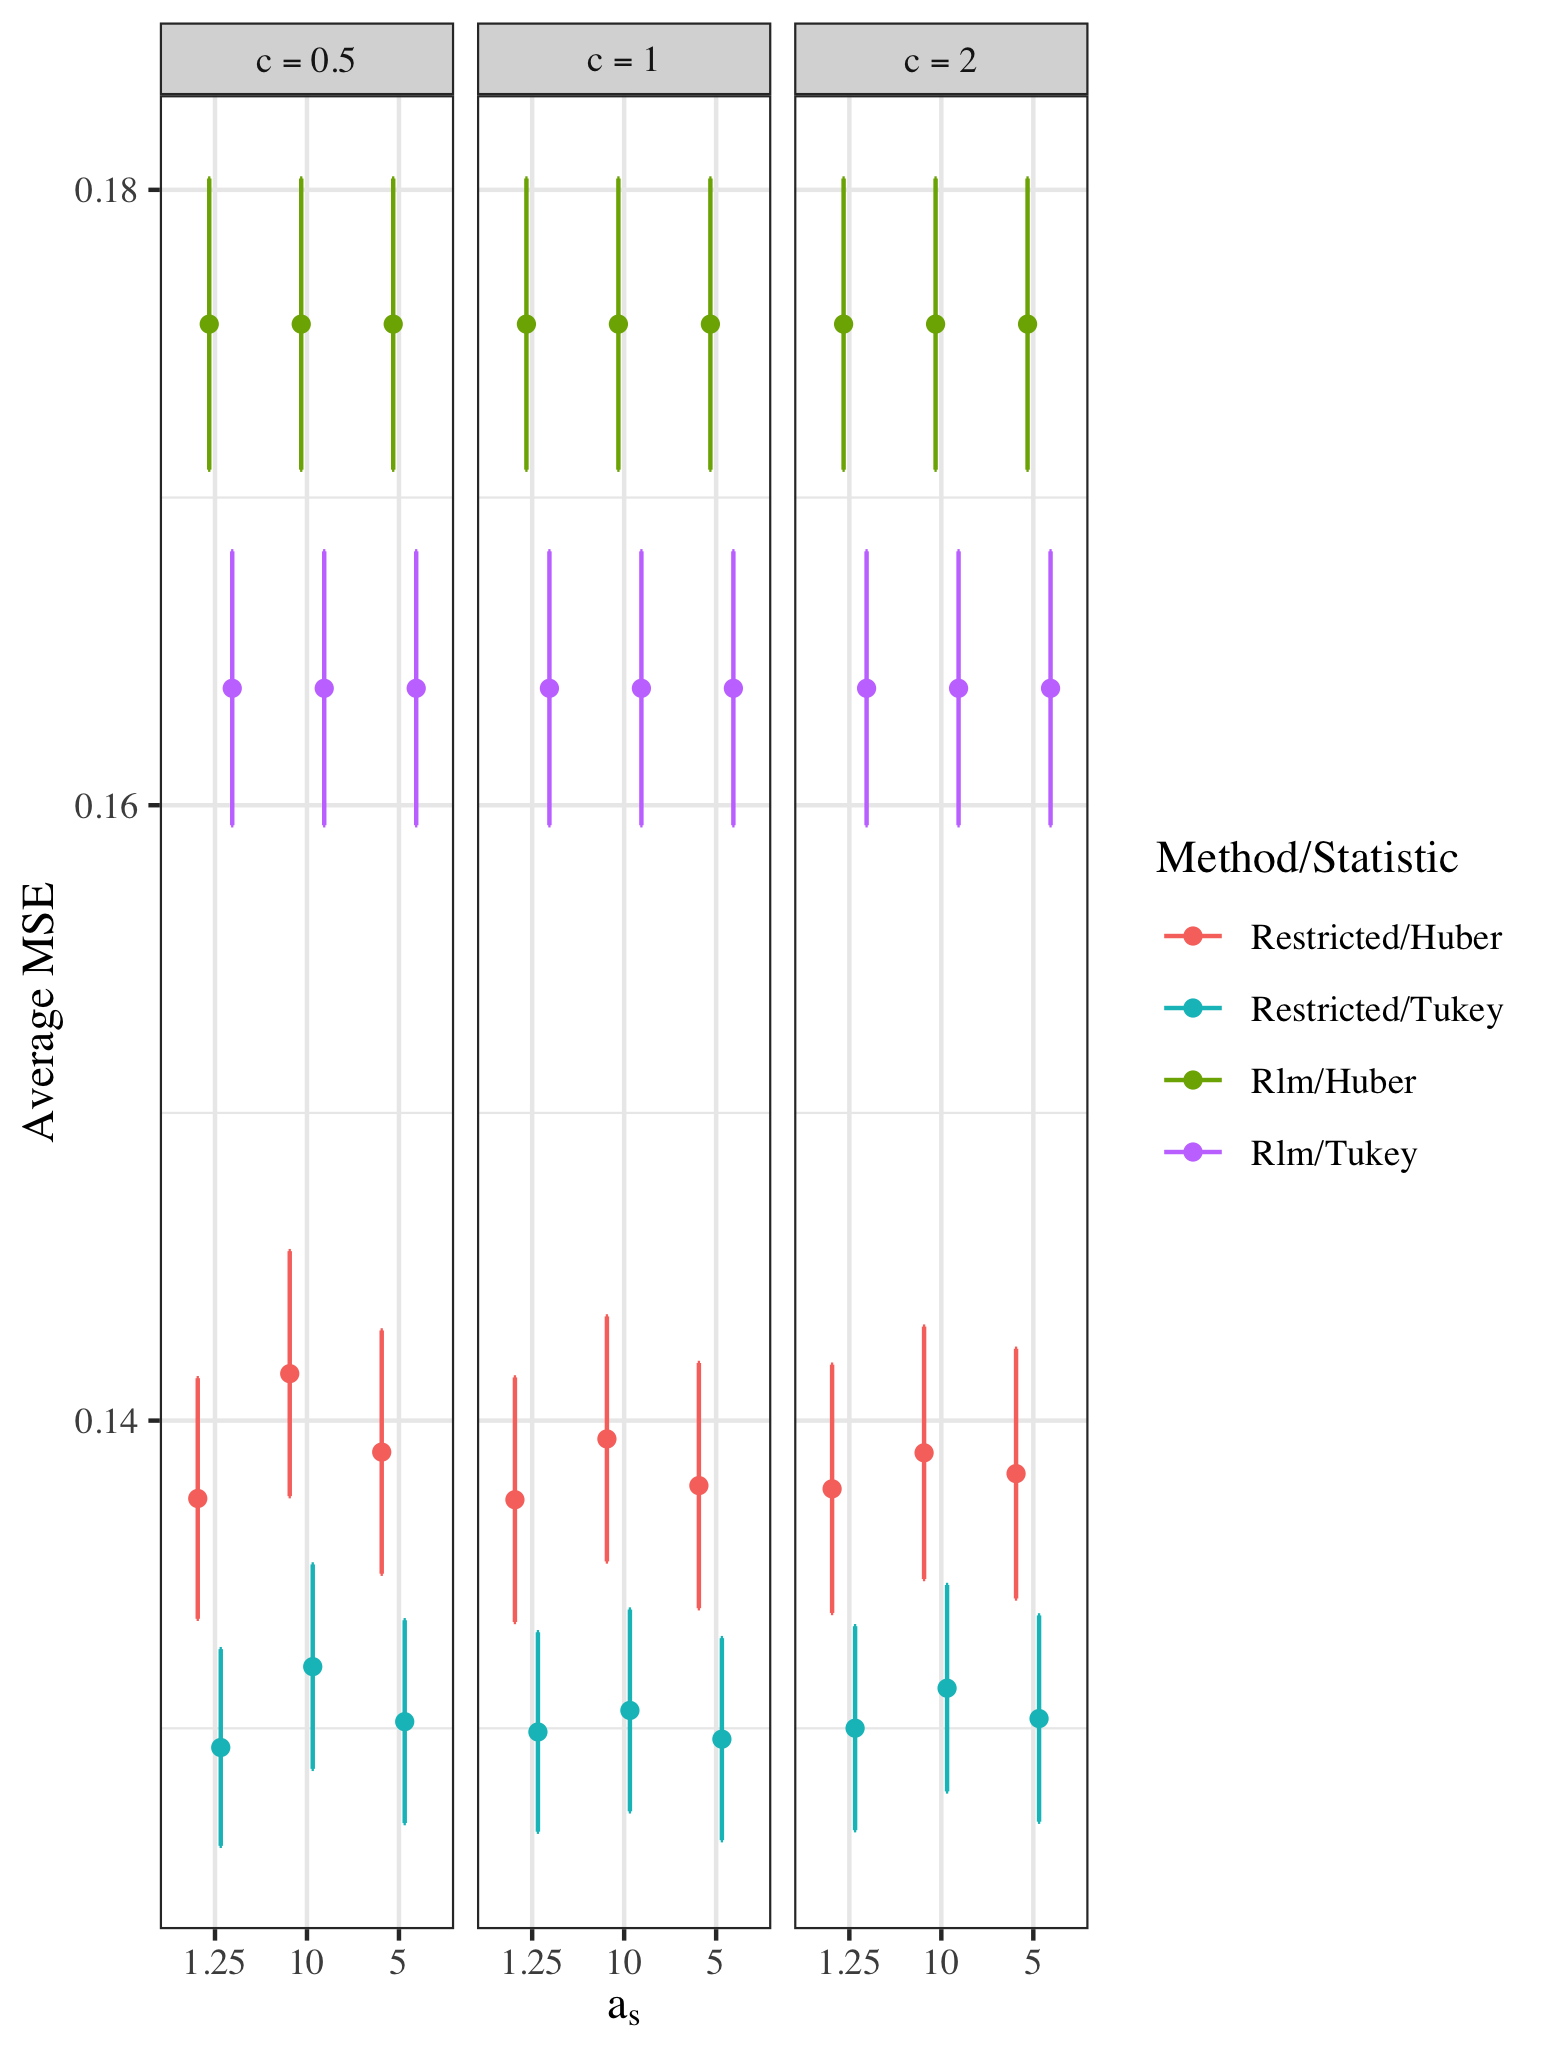 c = 0.5
c = 1
c = 2
0.18
0.16
0.14
Average MSE
1.25 10 5
1.25 10 5
1.25 10 5
aₛ
Method/Statistic
Restricted/Huber
Restricted/Tukey
Rlm/Huber
Rlm/Tukey